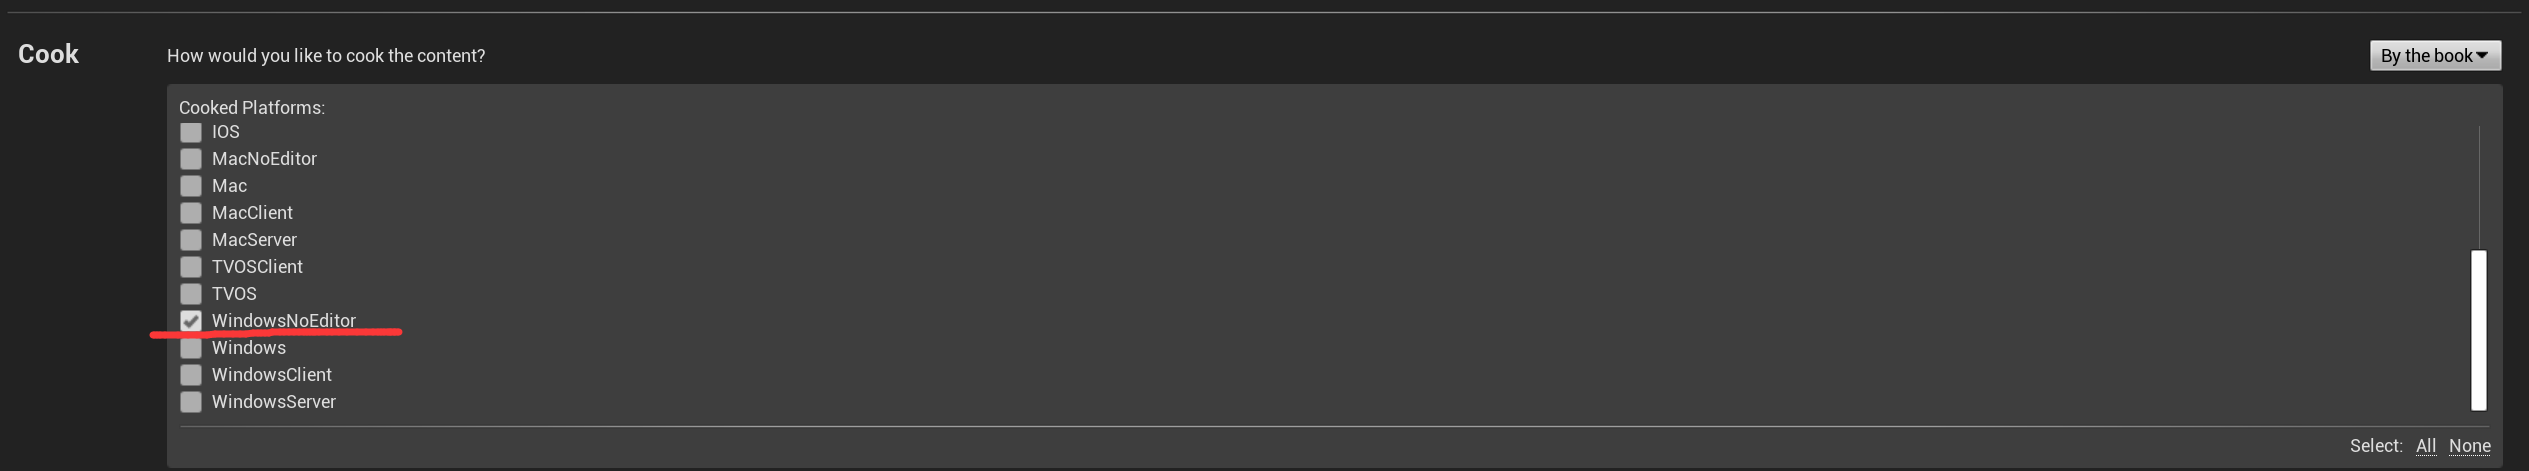 Cook
How would you like to cook the content?
By the book
Cooked Platforms:
IOS
MacNoEditor
Mac
MacClient
MacServer
TVOSClient
TVOS
WindowsNoEditor
Windows
WindowsClient
WindowsServer
Select: All None